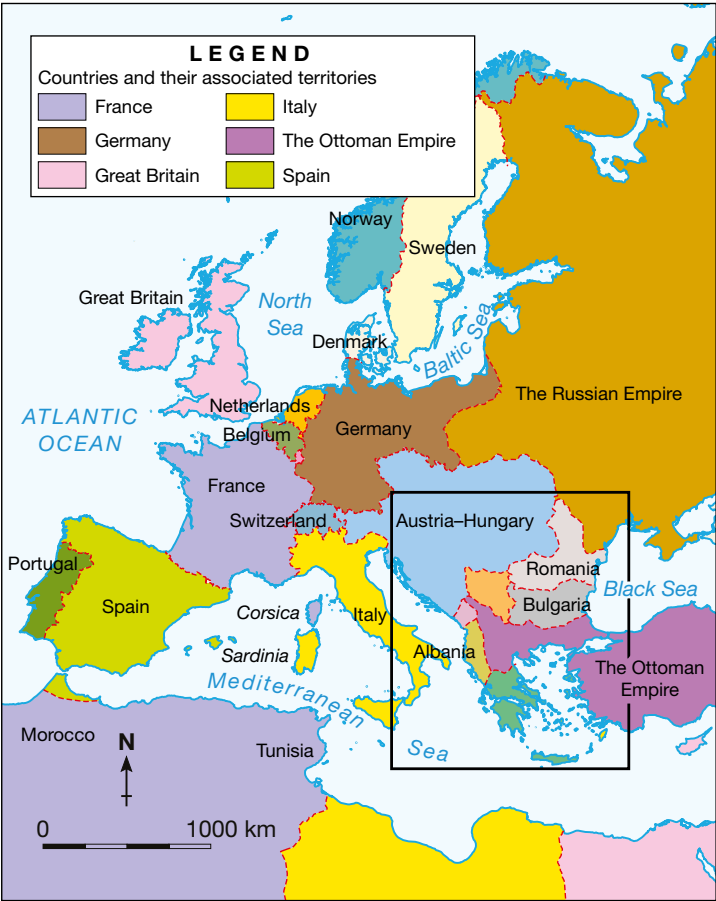 LEGEND
Countries and their associated territories
France
Italy
Germany
The Ottoman Empire
Great Britain
Spain
Norway
Sweden
Great Britain
North
Sea
Denmark
Baltic Sea
The Russian Empire
Netherlands
ATLANTIC
OCEAN
Belgium
Germany
France
Switzerland
Austria–Hungary
Portugal
Romania
Black Sea
Spain
Bulgaria
Corsica
Italy
Sardinia
Albania
The Ottoman
Empire
Mediterranean
Sea
Morocco
N
Tunisia
0
1000 km